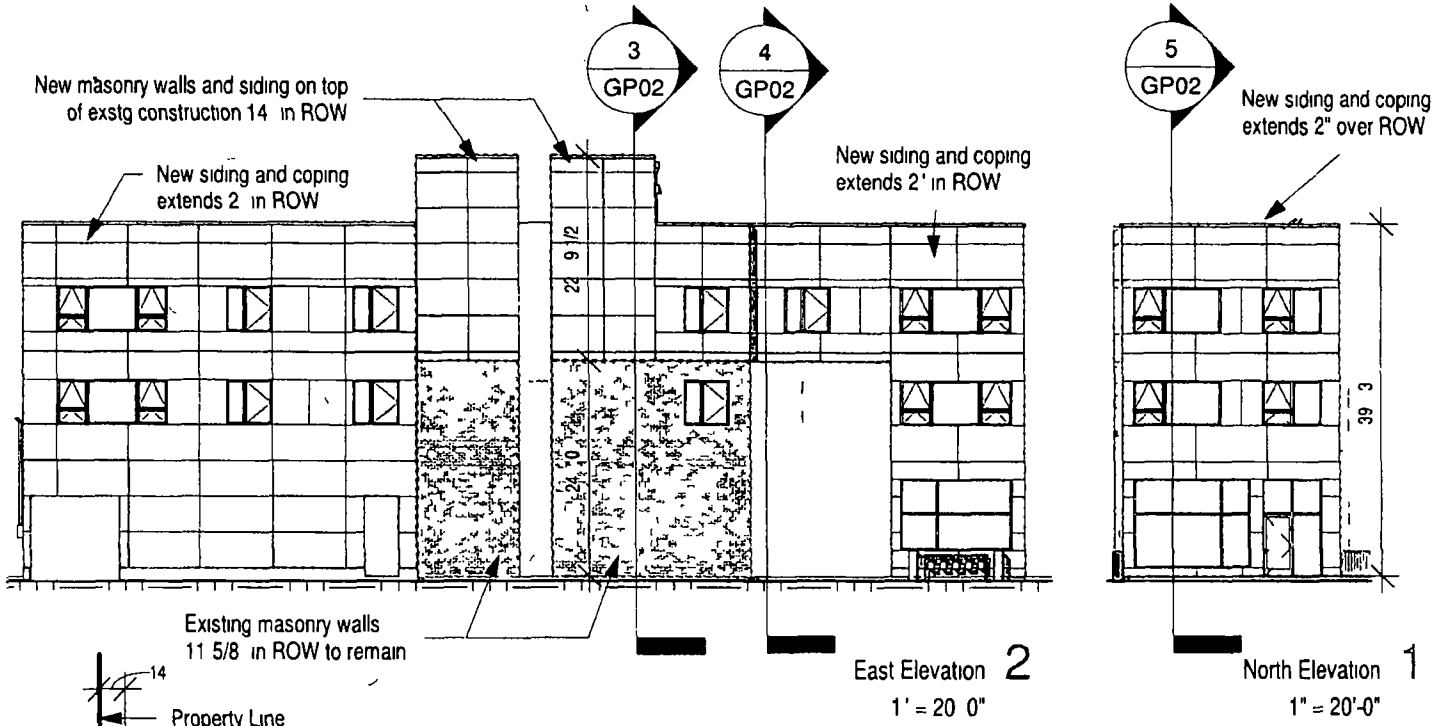 3
GP02
4
GP02
5
GP02
New masonry walls and siding on top
of exstg construction 14 in ROW
New siding and coping
extends 2 in ROW
New siding and coping
extends 2' in ROW
New siding and coping
extends 2" over ROW
22 9 1/2
24 0
39 3
Existing masonry walls
11 5/8 in ROW to remain
14
Property Line
East Elevation 2
1' = 20 0"
North Elevation 1
1" = 20'-0"